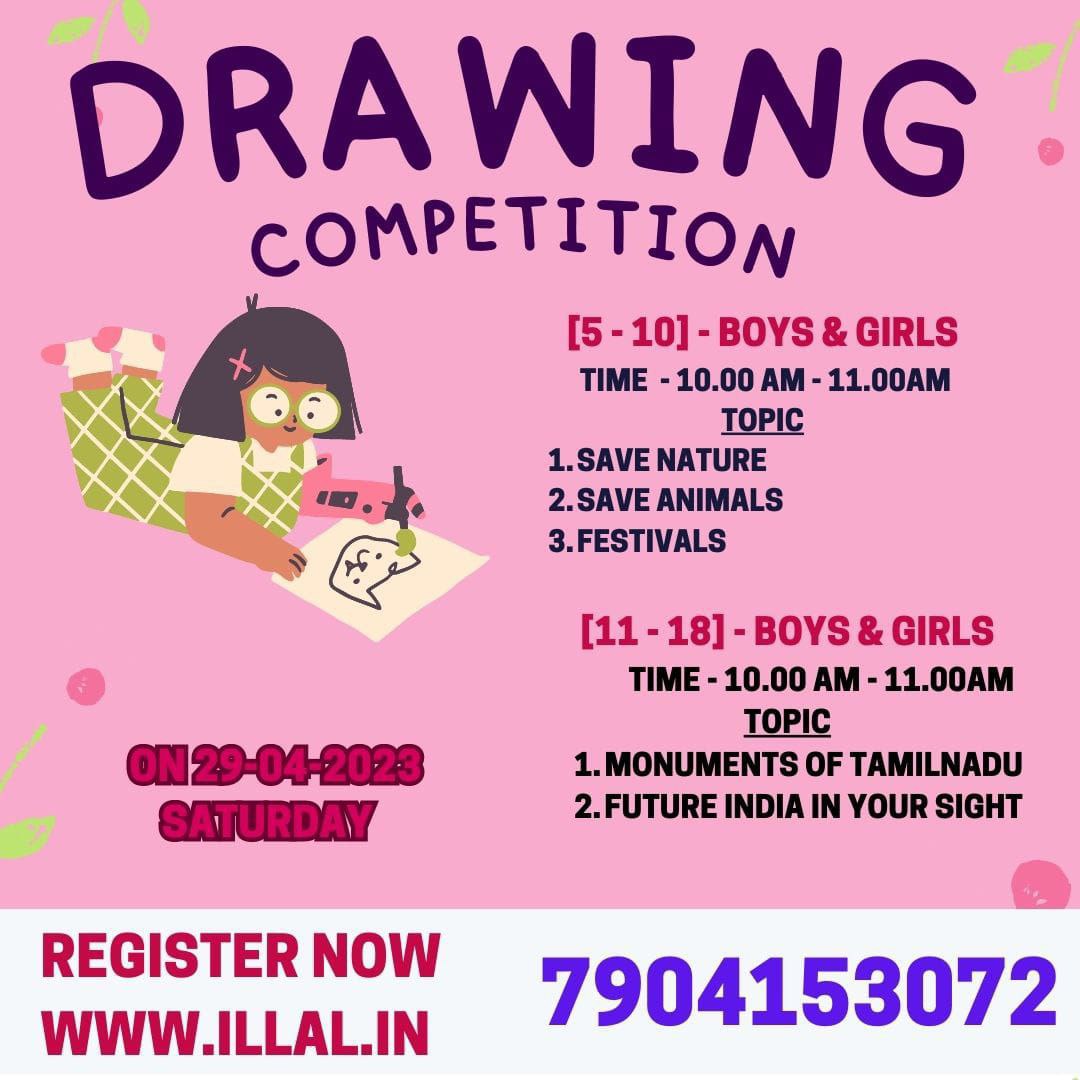 DRAWING
COMPETITION
[5 - 10] - BOYS & GIRLS
TIME - 10.00 AM - 11.00AM
TOPIC
1. SAVE NATURE
2. SAVE ANIMALS
3. FESTIVALS
[11 - 18] - BOYS & GIRLS
TIME - 10.00 AM - 11.00AM
TOPIC
1. MONUMENTS OF TAMILNADU
2. FUTURE INDIA IN YOUR SIGHT
ON 29-04-2023
SATURDAY
REGISTER NOW
WWW.ILLAL.IN
7904153072